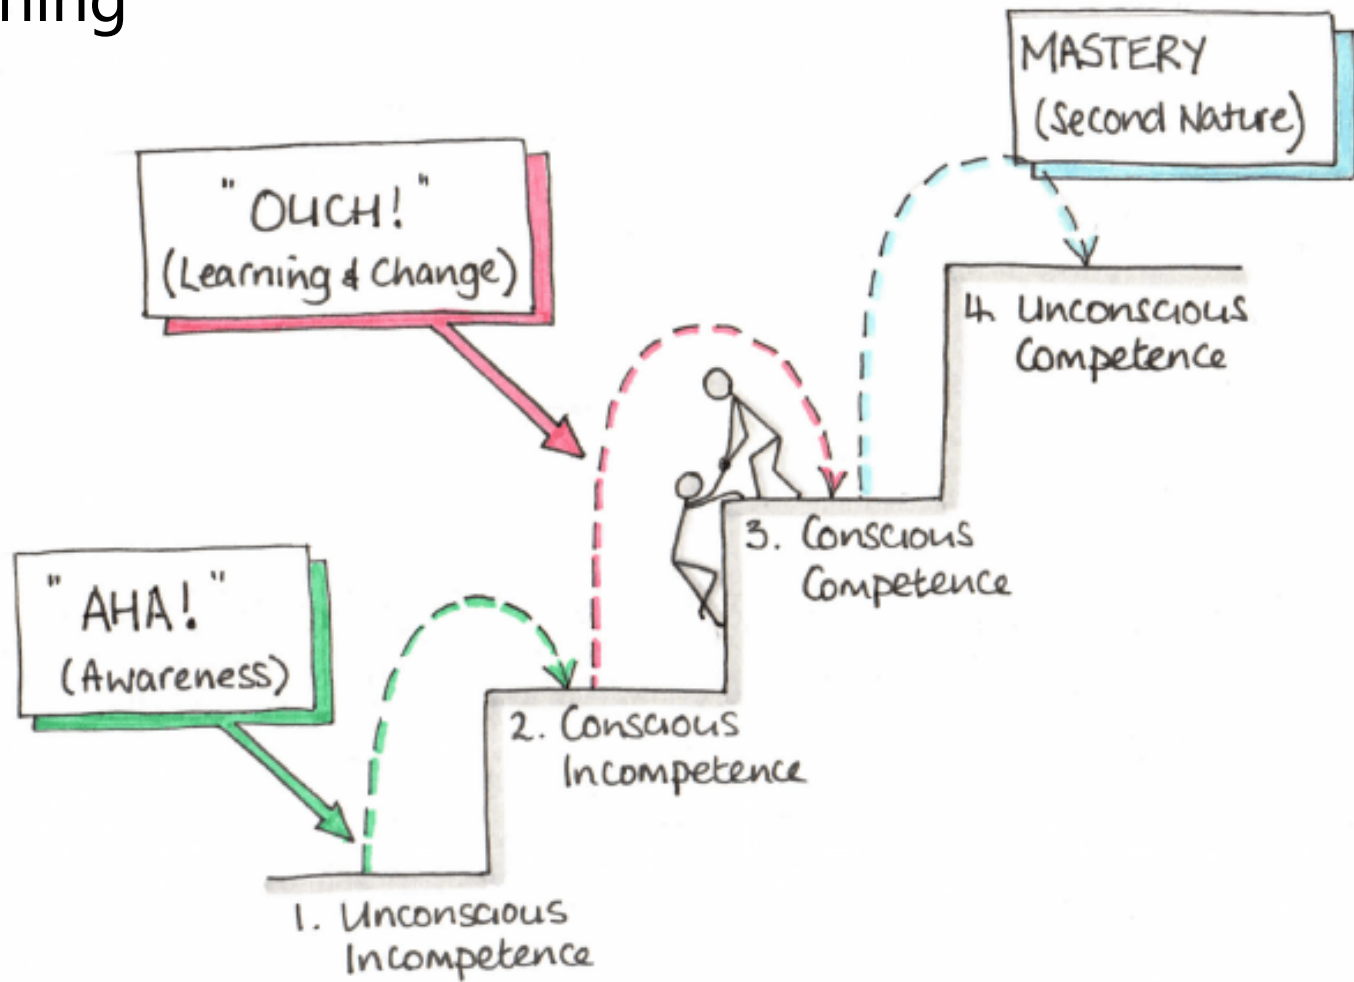 MASTERY
(Second Nature)
" OUCH! "
(Learning & Change)
4. Unconscious
Competence
3. Conscious
Competence
" AHA! "
(Awareness)
2. Conscious
Incompetence
1. Unconscious
Incompetence